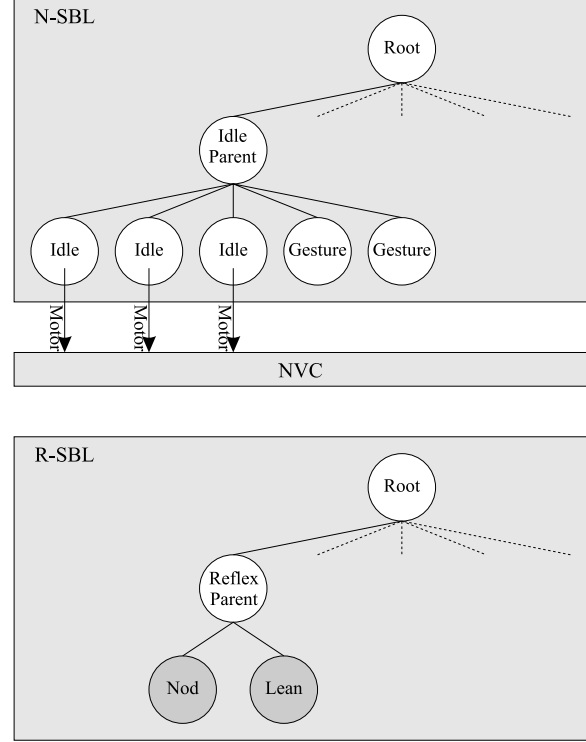 N-SBL
Root
Idle
Parent
Idle
Idle
Idle
Gesture
Gesture
Motor
Motor
Motor
NVC
R-SBL
Root
Reflex
Parent
Nod
Lean